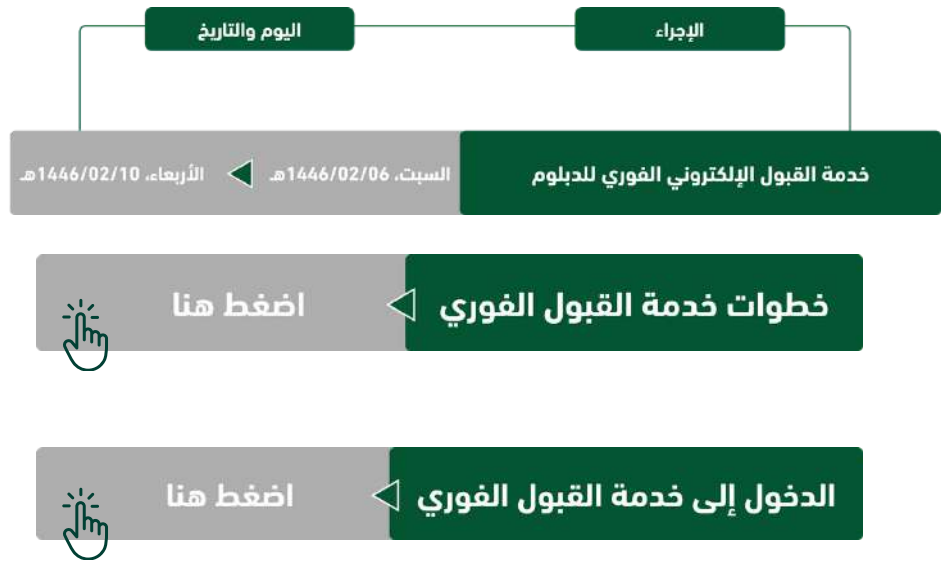 الإجراء
اليوم والتاريخ
خدمة القبول الإلكتروني الفوري للدبلوم
السبت، 1446/02/06هـ
الأربعاء، 1446/02/10هـ
خطوات خدمة القبول الفوري
اضغط هنا
الدخول إلى خدمة القبول الفوري
اضغط هنا